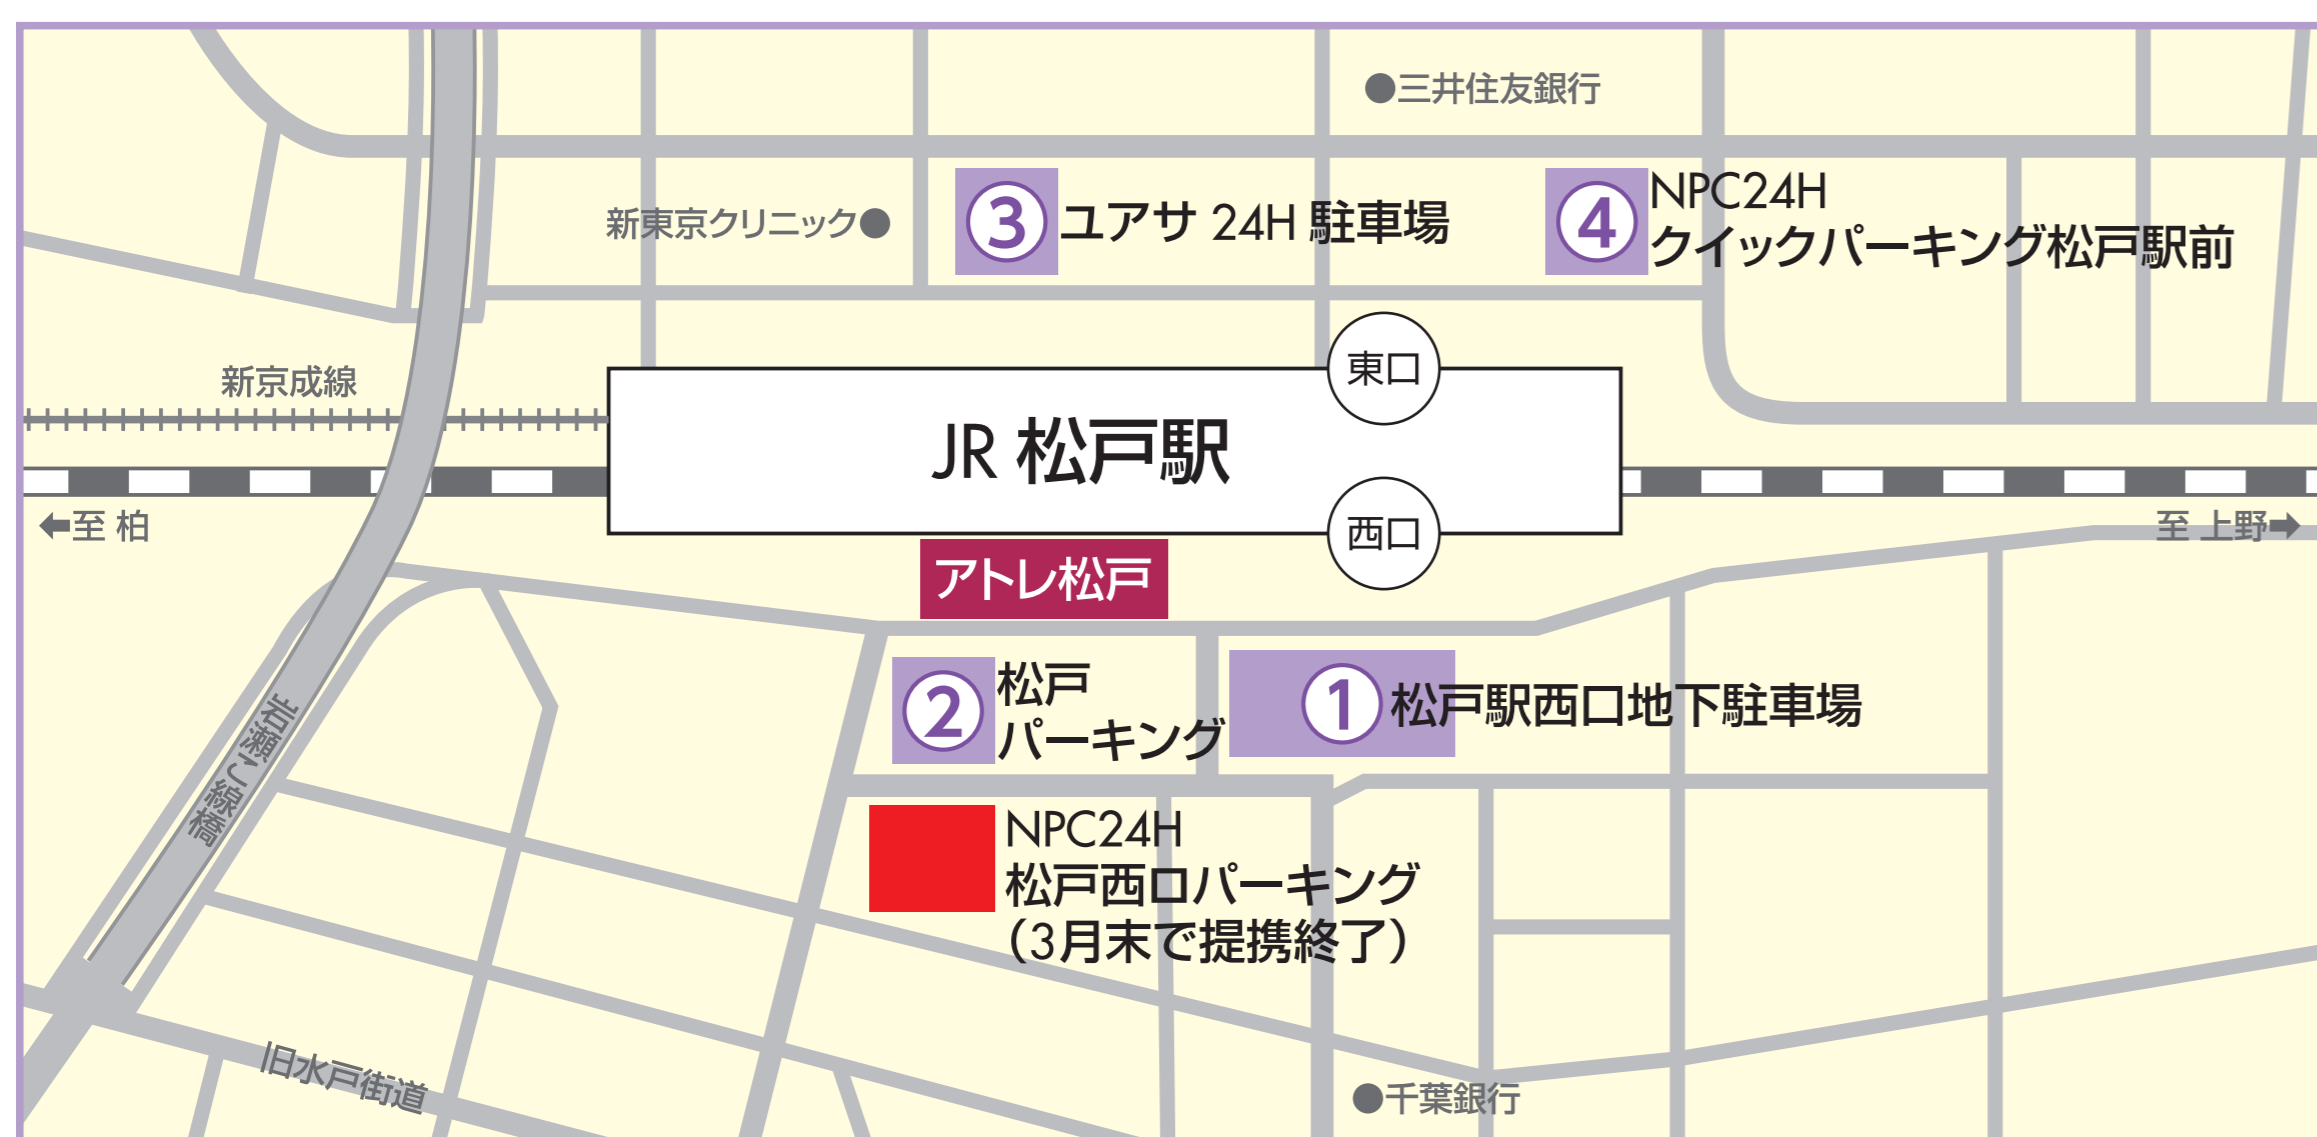 ●三井住友銀行
新東京クリニック●
③ユアサ 24H 駐車場
④NPC24H
クイックパーキング松戸駅前
新京成線
東口
JR 松戸駅
西口
⬅至 柏
至 上野➡
アトレ松戸
②松戸
パーキング
①松戸駅西口地下駐車場
岩瀬こ線橋
NPC24H
松戸西口パーキング
(3月末で提携終了)
旧水戸街道
●千葉銀行